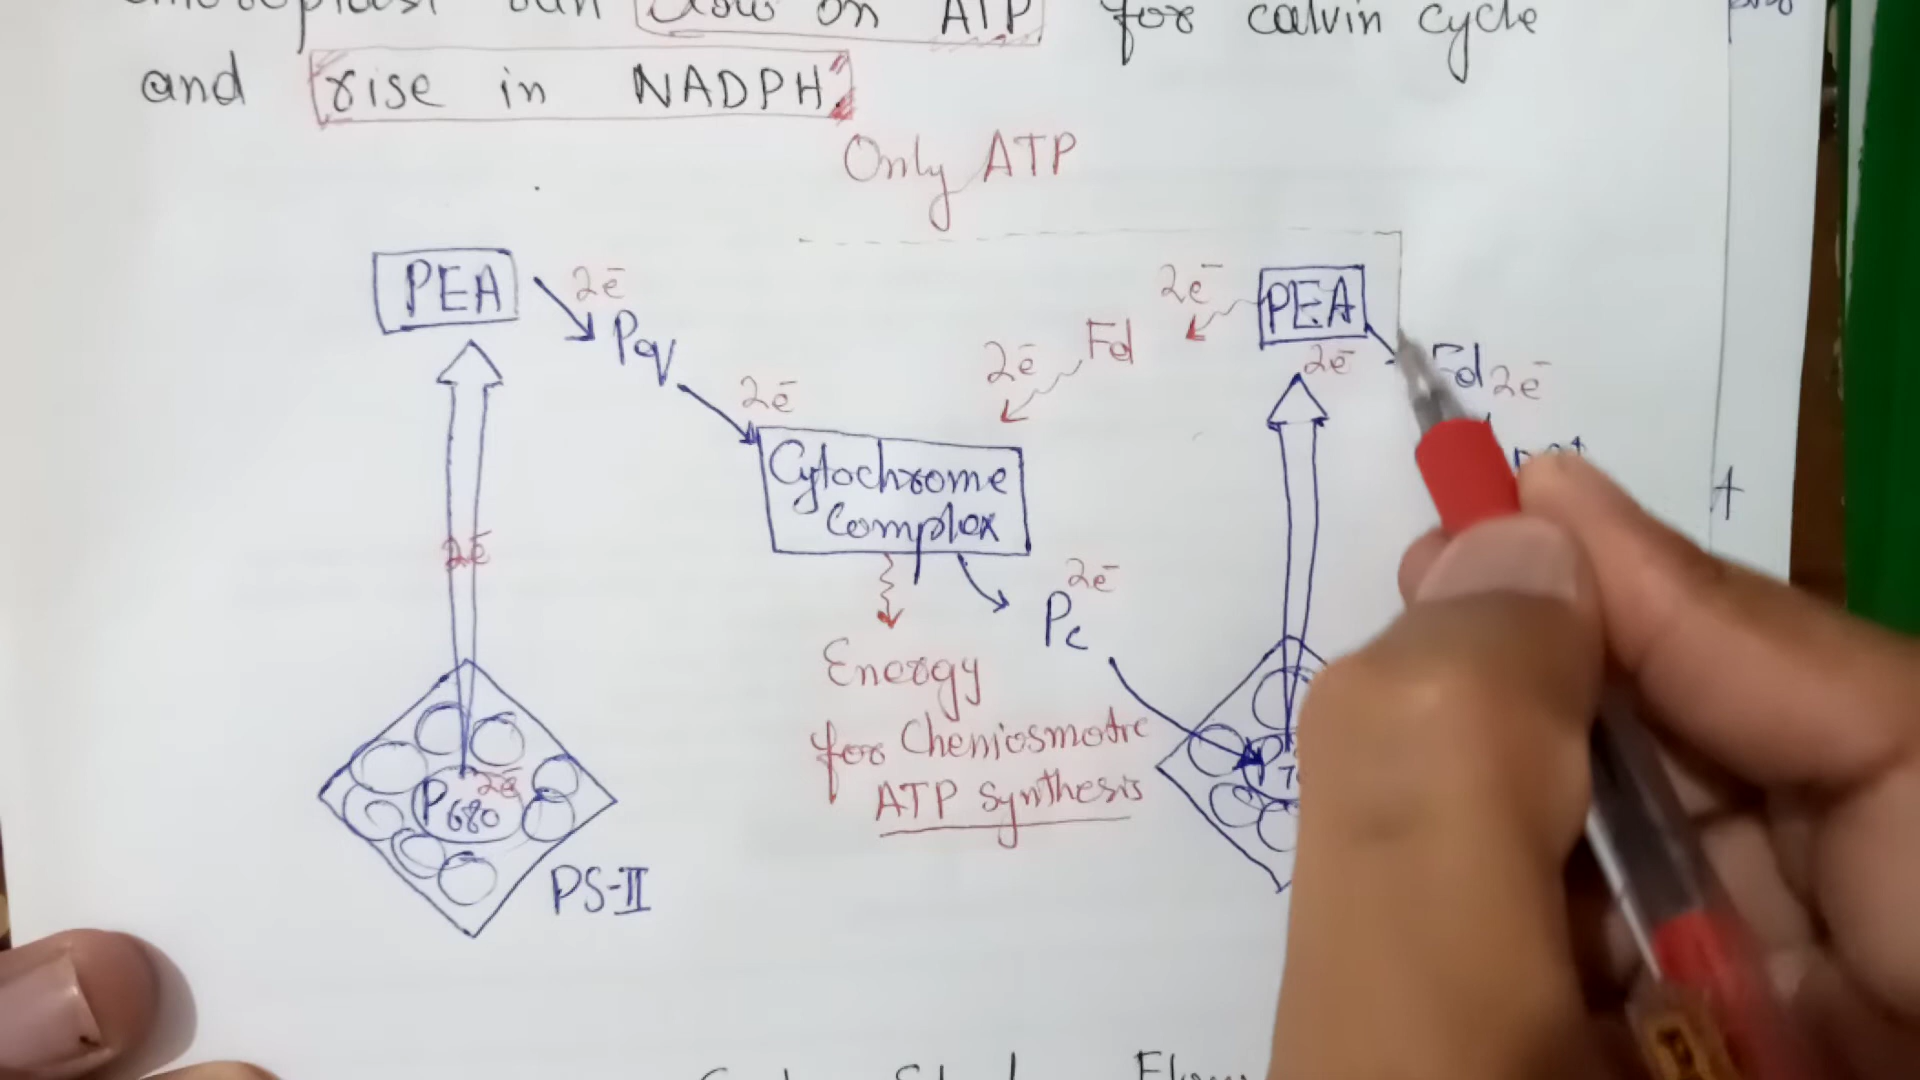 for calvin cycle
and rise in NADPH
Only ATP
PEA 2e⁻
Pq
2e⁻
2e⁻ PEA
Fd 2e⁻
2e⁻ Fd 2e⁻
Cytochrome
Complex
2e⁻
2e⁻
Pc
Energy
for Chemiosmotic
ATP synthesis
P680 2e⁻
PS-II